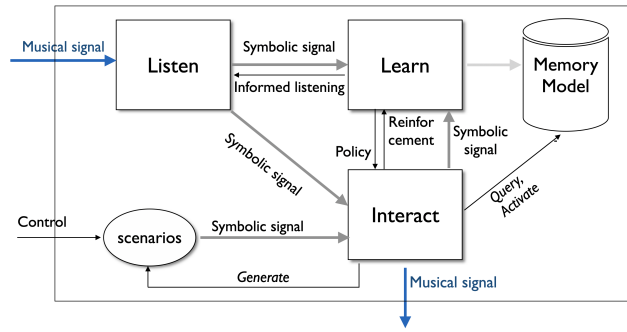 Musical signal
Listen
Symbolic signal
Informed listening
Learn
Memory
Model
Symbolic signal
Policy
Reinfor
cement
Symbolic
signal
Query,
Activate
Control
scenarios
Symbolic signal
Interact
Generate
Musical signal